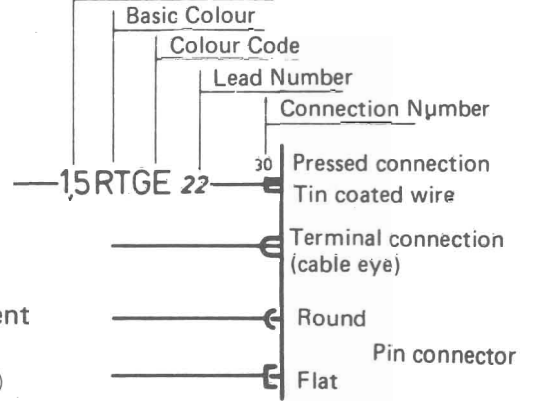 Basic Colour
Colour Code
Lead Number
Connection Number
30 Pressed connection
1,5 RTGE 22
Tin coated wire
Terminal connection
(cable eye)
ent
Round
Pin connector
)
Flat